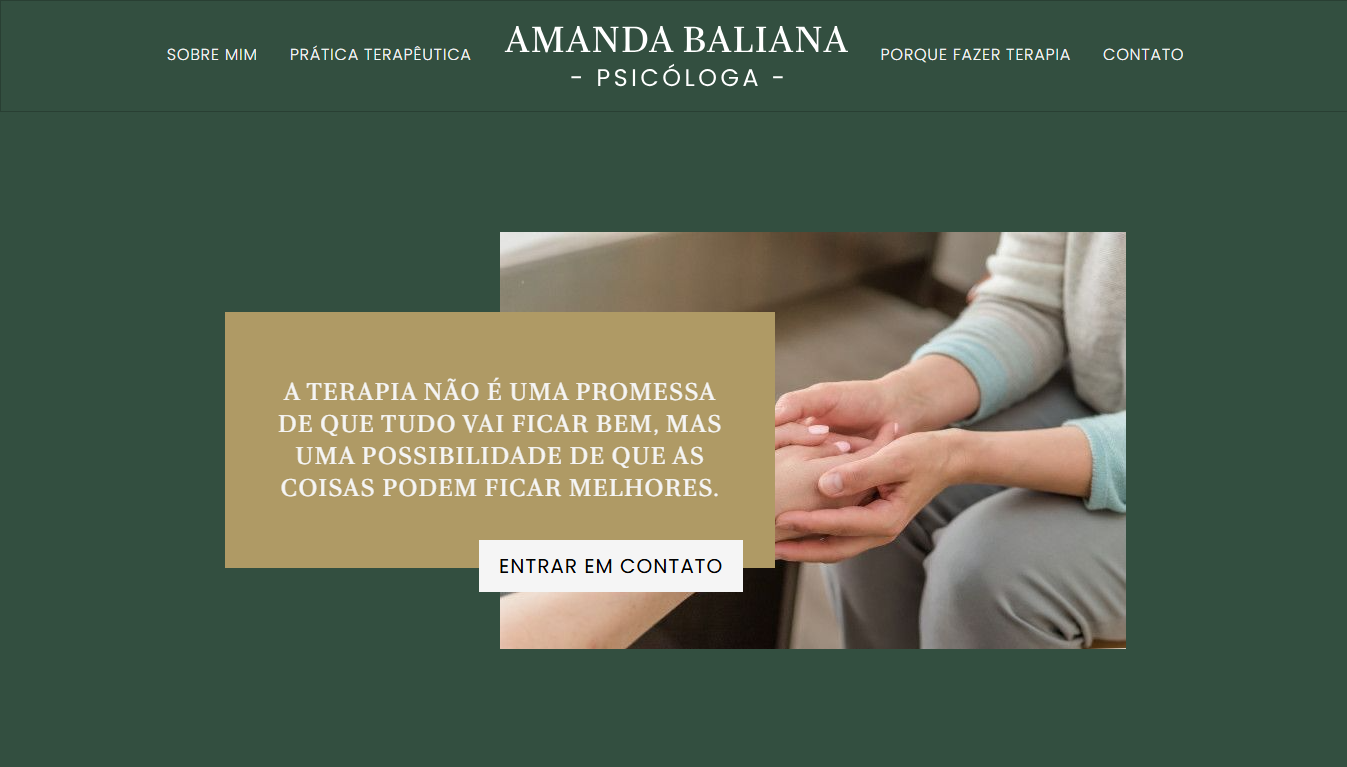 SOBRE MIM
PRÁTICA TERAPÊUTICA
AMANDA BALIANA
- PSICÓLOGA -
PORQUE FAZER TERAPIA
CONTATO
A TERAPIA NÃO É UMA PROMESSA
DE QUE TUDO VAI FICAR BEM, MAS
UMA POSSIBILIDADE DE QUE AS
COISAS PODEM FICAR MELHORES.
ENTRAR EM CONTATO